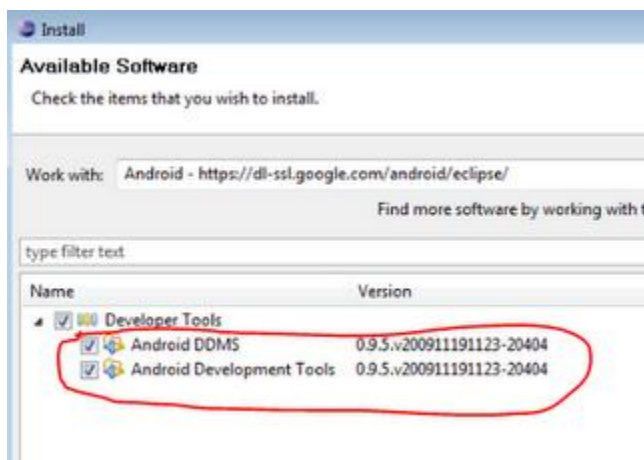 Install
Available Software
Check the items that you wish to install.
Work with: Android - https://dl-ssl.google.com/android/eclipse/
Find more software by working with t
type filter text
Name Version
Developer Tools
Android DDMS 0.9.5.v200911191123-20404
Android Development Tools 0.9.5.v200911191123-20404